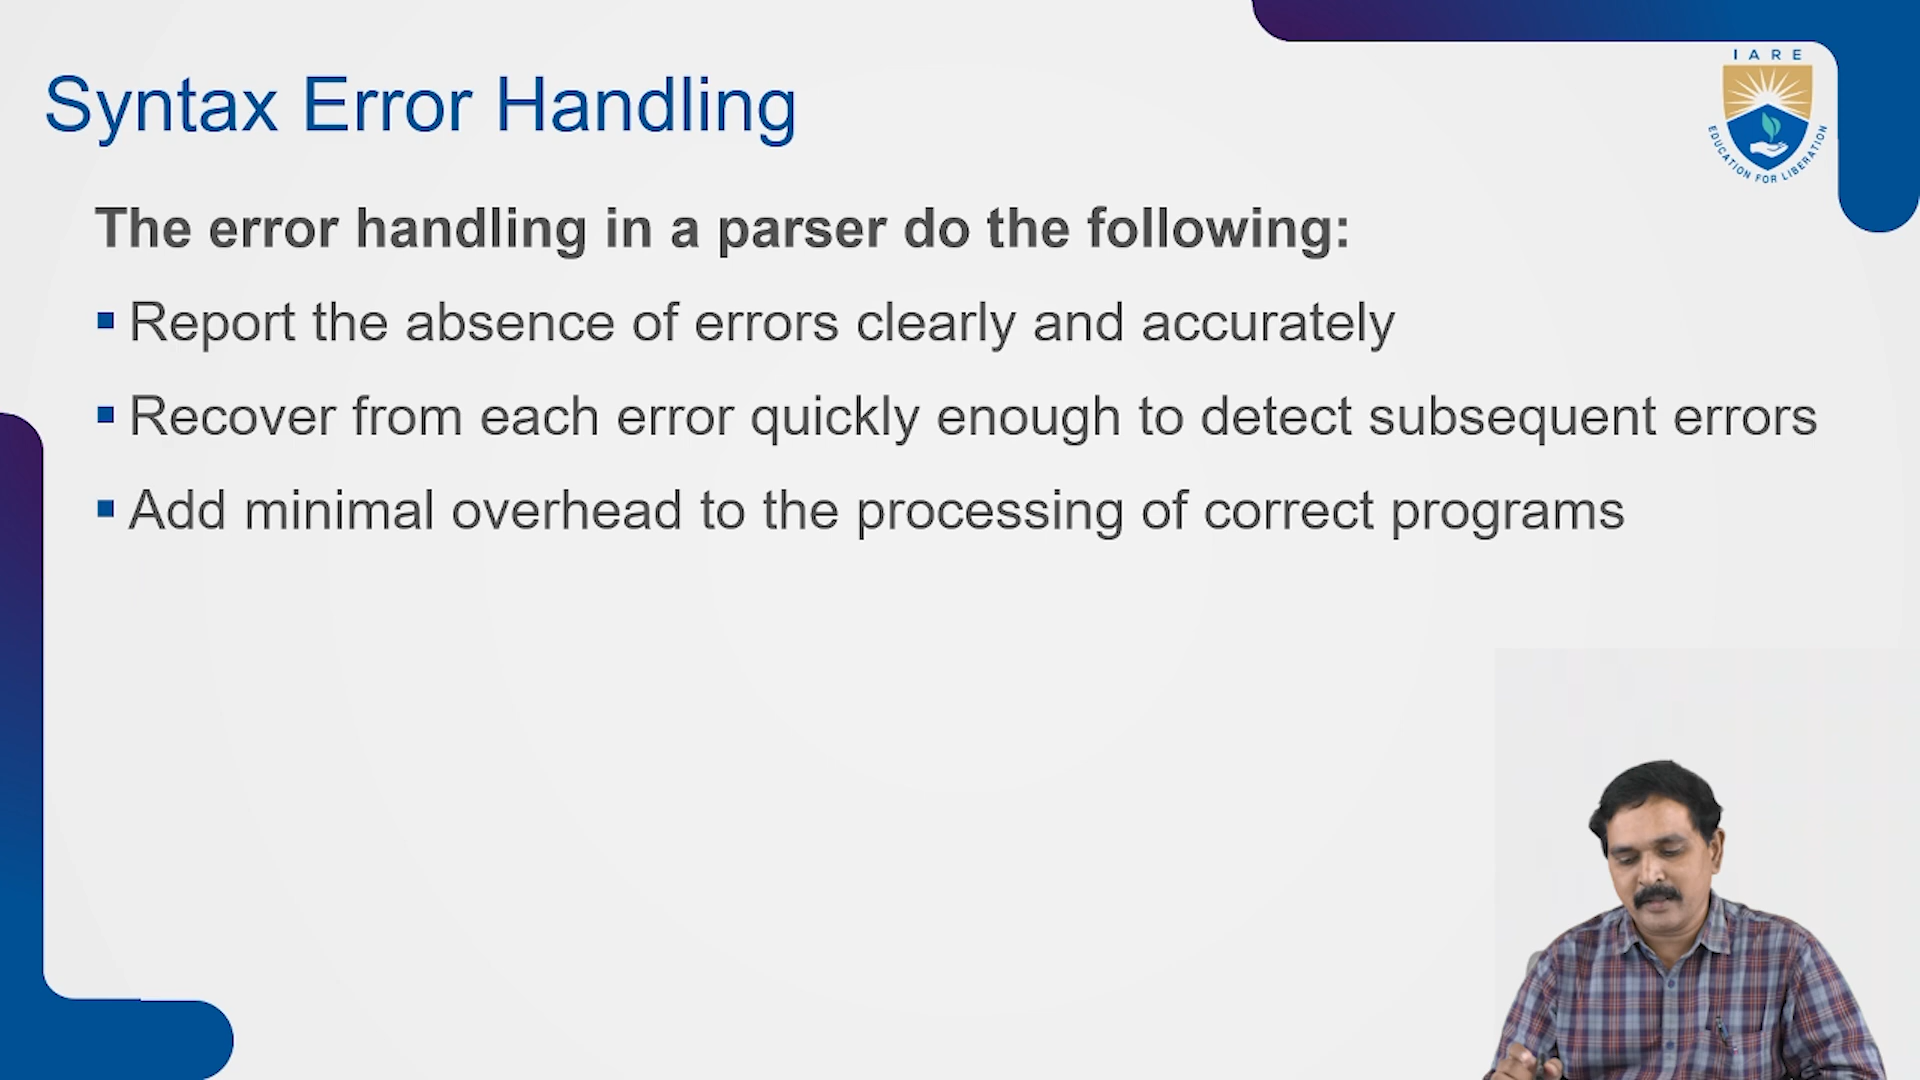 I A R E
EDUCATION FOR LIBERATION
Syntax Error Handling
The error handling in a parser do the following:
▪ Report the absence of errors clearly and accurately
▪ Recover from each error quickly enough to detect subsequent errors
▪ Add minimal overhead to the processing of correct programs